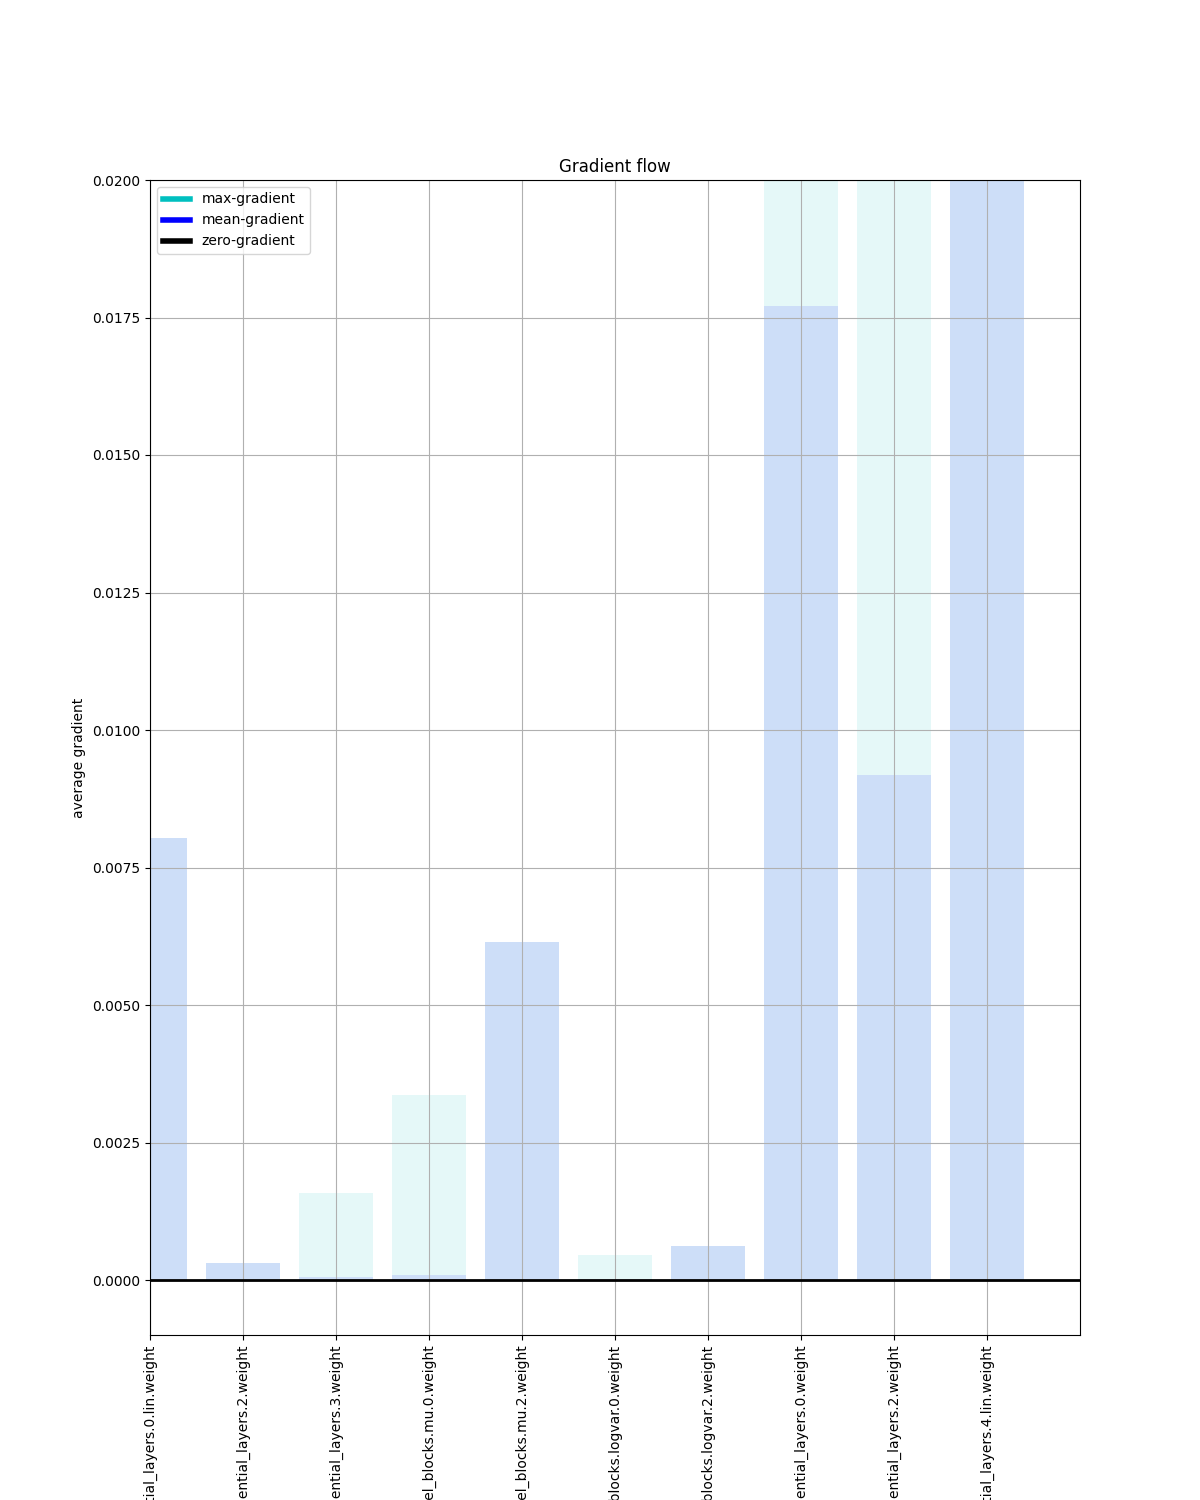 Gradient flow
max-gradient
mean-gradient
zero-gradient
0.0200
0.0175
0.0150
0.0125
0.0100
0.0075
0.0050
0.0025
0.0000
average gradient
tial_layers.0.lin.weight
ential_layers.2.weight
ential_layers.3.weight
el_blocks.mu.0.weight
el_blocks.mu.2.weight
blocks.logvar.0.weight
blocks.logvar.2.weight
ential_layers.0.weight
ential_layers.2.weight
tial_layers.4.lin.weight